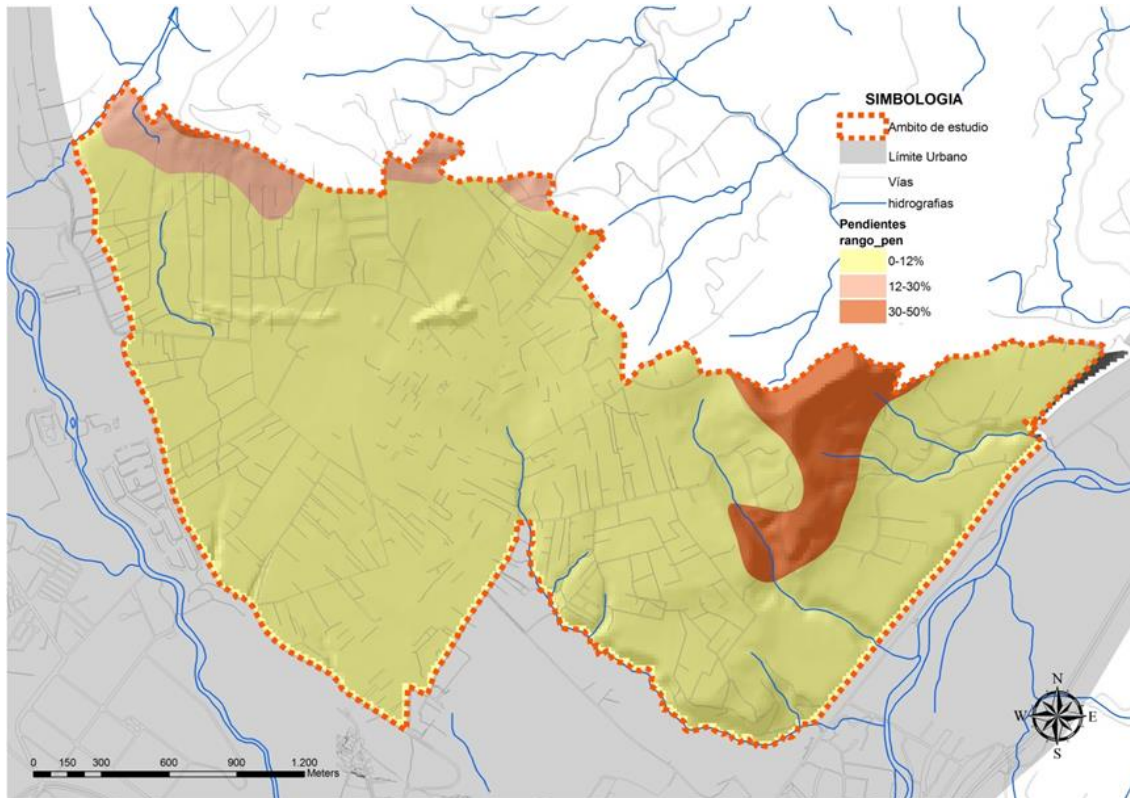 SIMBOLOGIA
Ambito de estudio
Límite Urbano
Vías
hidrografias
Pendientes
rango_pen
0-12%
12-30%
30-50%
N
W E
S
0 150 300 600 900 1.200
Meters